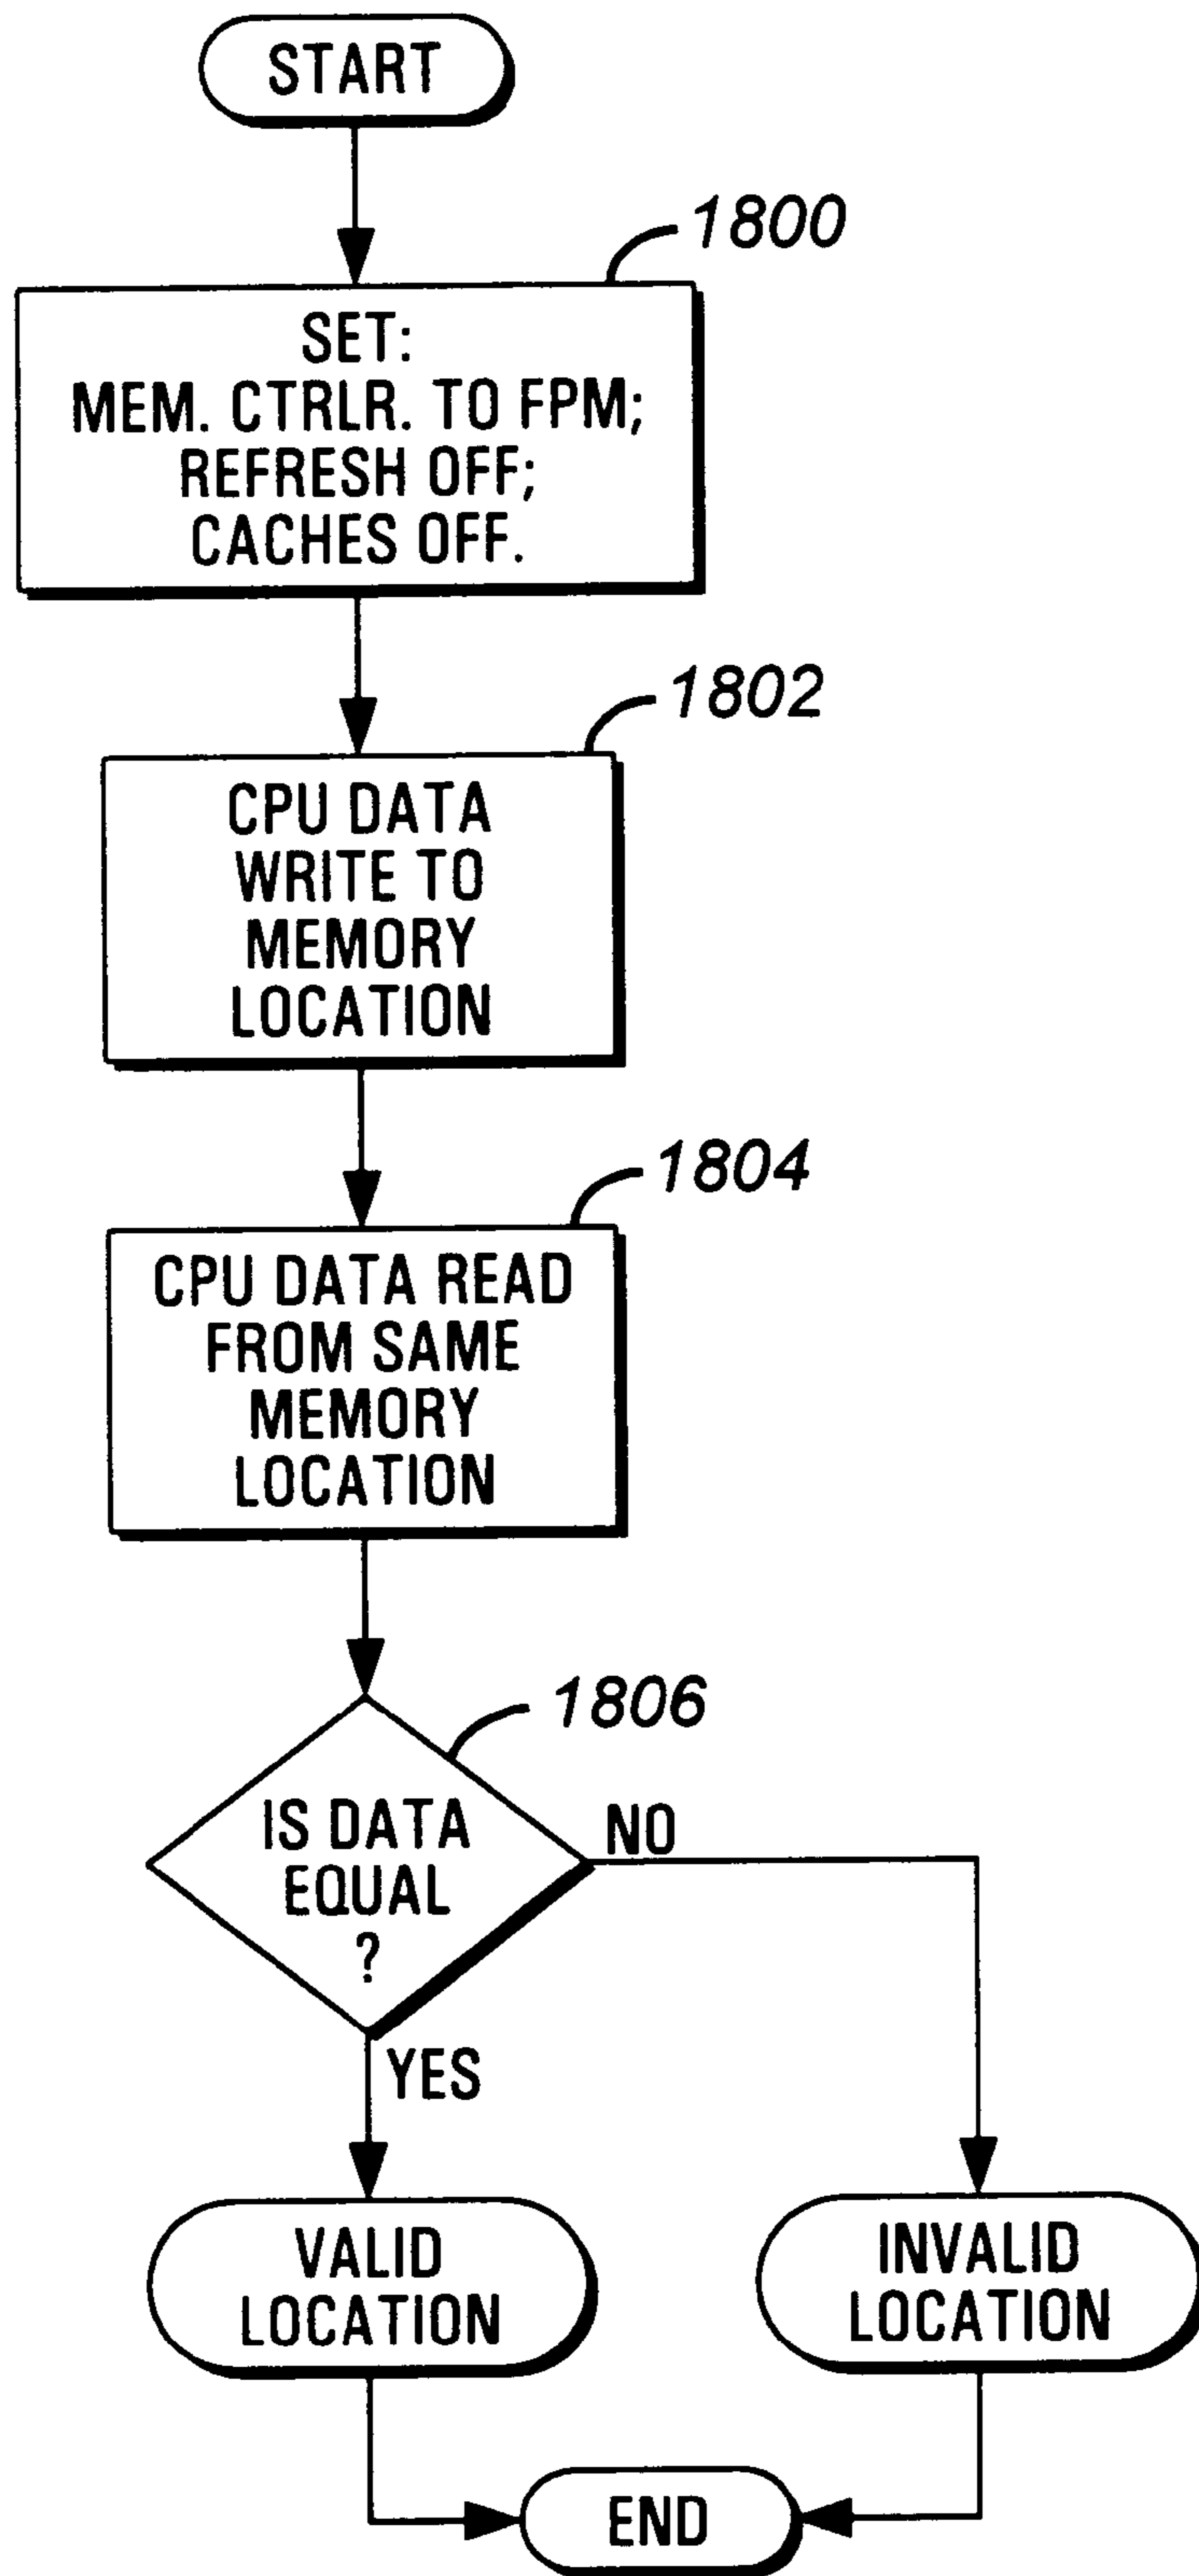 START
1800
SET:
MEM. CTRLR. TO FPM;
REFRESH OFF;
CACHES OFF.
1802
CPU DATA
WRITE TO
MEMORY
LOCATION
1804
CPU DATA READ
FROM SAME
MEMORY
LOCATION
1806
IS DATA
EQUAL
?
NO
YES
VALID
LOCATION
INVALID
LOCATION
END